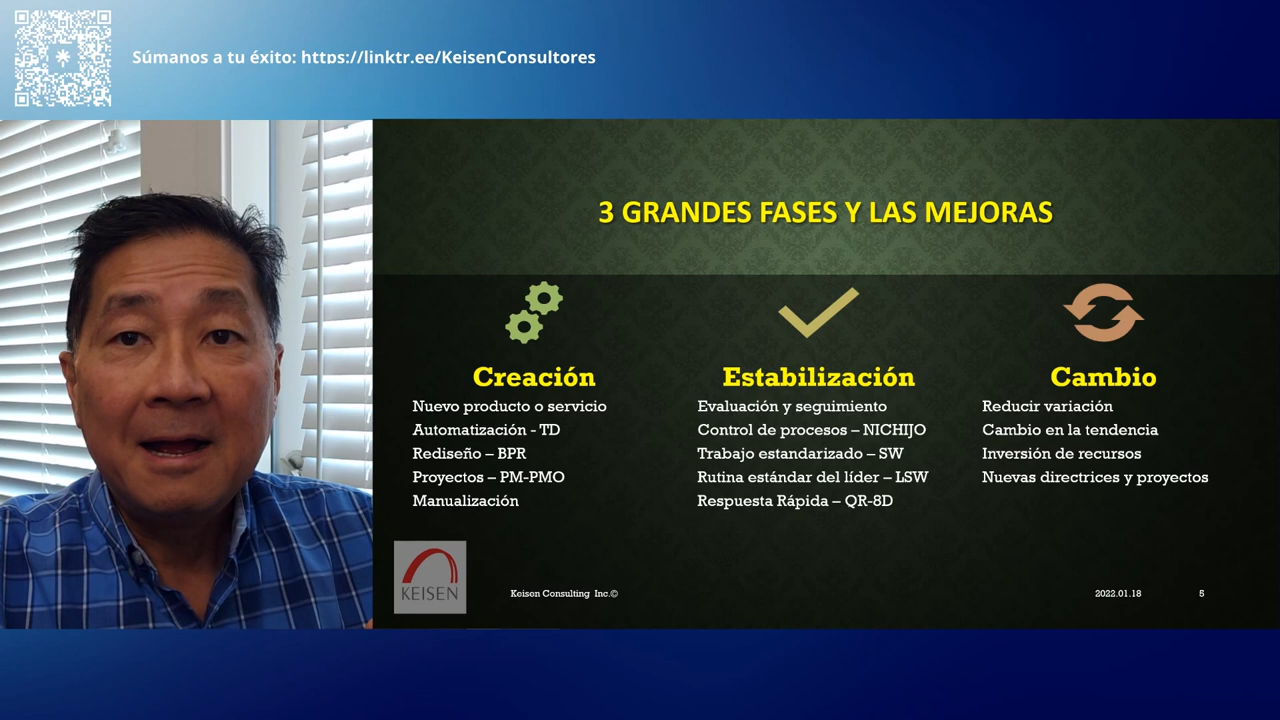 Súmanos a tu éxito: https://linktr.ee/KeisenConsultores
3 GRANDES FASES Y LAS MEJORAS
Creación
Nuevo producto o servicio
Automatización - TD
Rediseño – BPR
Proyectos – PM-PMO
Manualización
Estabilización
Evaluación y seguimiento
Control de procesos – NICHIJO
Trabajo estandarizado – SW
Rutina estándar del líder – LSW
Respuesta Rápida – QR-8D
Cambio
Reducir variación
Cambio en la tendencia
Inversión de recursos
Nuevas directrices y proyectos
KEISEN
Keisen Consulting Inc.©
2022.01.18
5